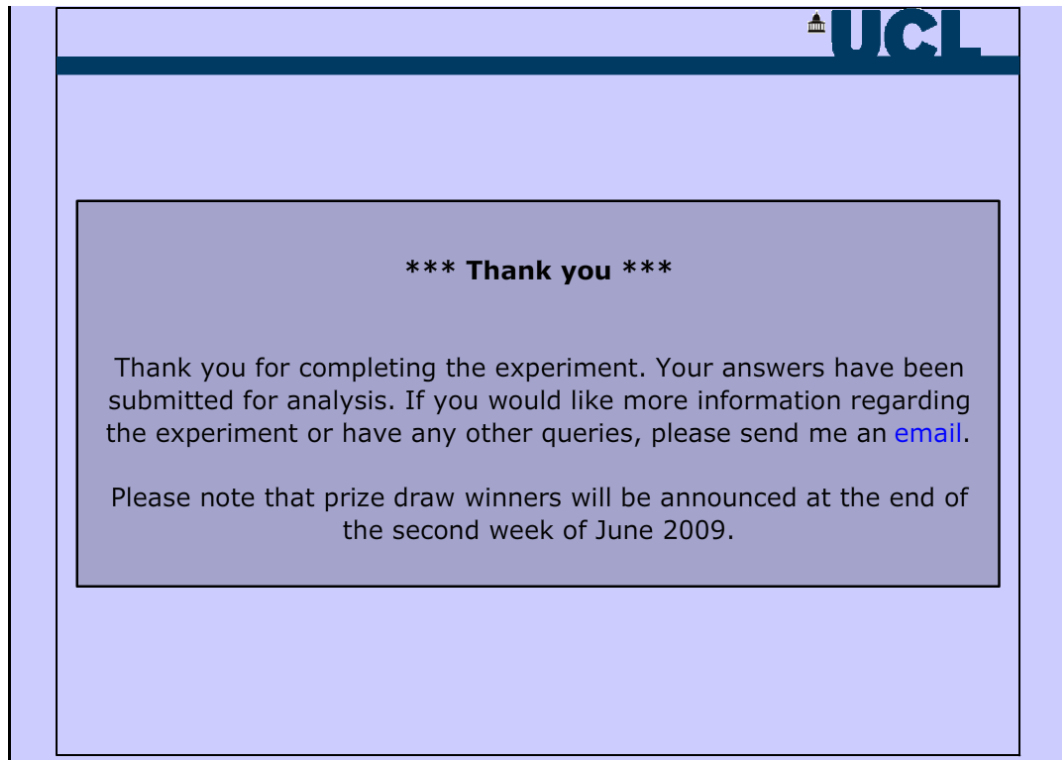 UCL
*** Thank you ***
Thank you for completing the experiment. Your answers have been
submitted for analysis. If you would like more information regarding
the experiment or have any other queries, please send me an email.
Please note that prize draw winners will be announced at the end of
the second week of June 2009.